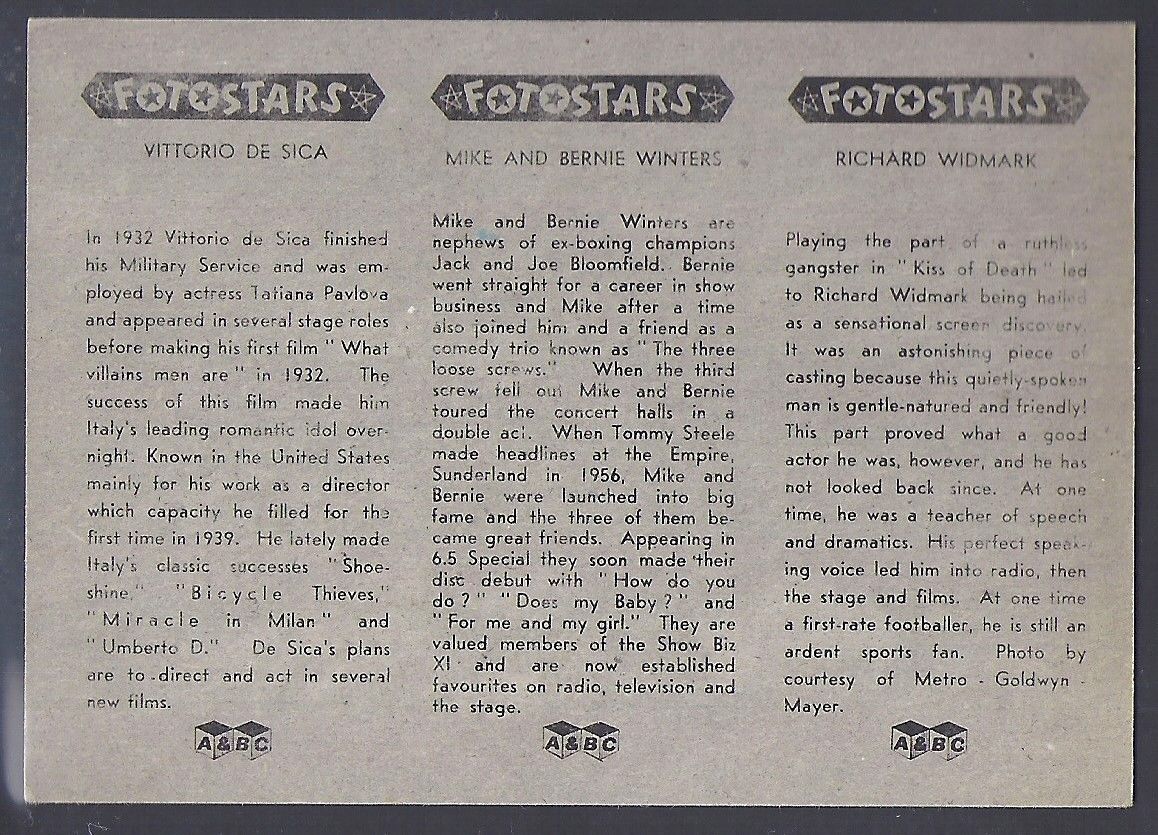 FOTOSTARS
VITTORIO DE SICA
In 1932 Vittorio de Sica finished
his Military Service and was em-
ployed by actress Tatiana Pavlova
and appeared in several stage roles
before making his first film " What
villains men are " in 1932. The
success of this film made him
Italy's leading romantic idol over-
night. Known in the United States
mainly for his work as a director
which capacity he filled for the
first time in 1939. He lately made
Italy's classic successes "Shoe-
shine," "Bicycle Thieves,"
"Miracle in Milan" and
"Umberto D." De Sica's plans
are to direct and act in several
new films.
A&BC
FOTOSTARS
MIKE AND BERNIE WINTERS
Mike and Bernie Winters are
nephews of ex-boxing champions
Jack and Joe Bloomfield. Bernie
went straight for a career in show
business and Mike after a time
also joined him and a friend as a
comedy trio known as "The three
loose screws." When the third
screw fell out Mike and Bernie
toured the concert halls in a
double act. When Tommy Steele
made headlines at the Empire,
Sunderland in 1956, Mike and
Bernie were launched into big
fame and the three of them be-
came great friends. Appearing in
6.5 Special they soon made their
disc debut with "How do you
do ?" "Does my Baby ?" and
"For me and my girl." They are
valued members of the Show Biz
XI and are now established
favourites on radio, television and
the stage.
A&BC
FOTOSTARS
RICHARD WIDMARK
Playing the part of a ruthless
gangster in "Kiss of Death" led
to Richard Widmark being hailed
as a sensational screen discovery.
It was an astonishing piece of
casting because this quietly-spoken
man is gentle-natured and friendly!
This part proved what a good
actor he was, however, and he has
not looked back since. At one
time, he was a teacher of speech
and dramatics. His perfect speak-
ing voice led him into radio, then
the stage and films. At one time
a first-rate footballer, he is still an
ardent sports fan. Photo by
courtesy of Metro - Goldwyn -
Mayer.
A&BC